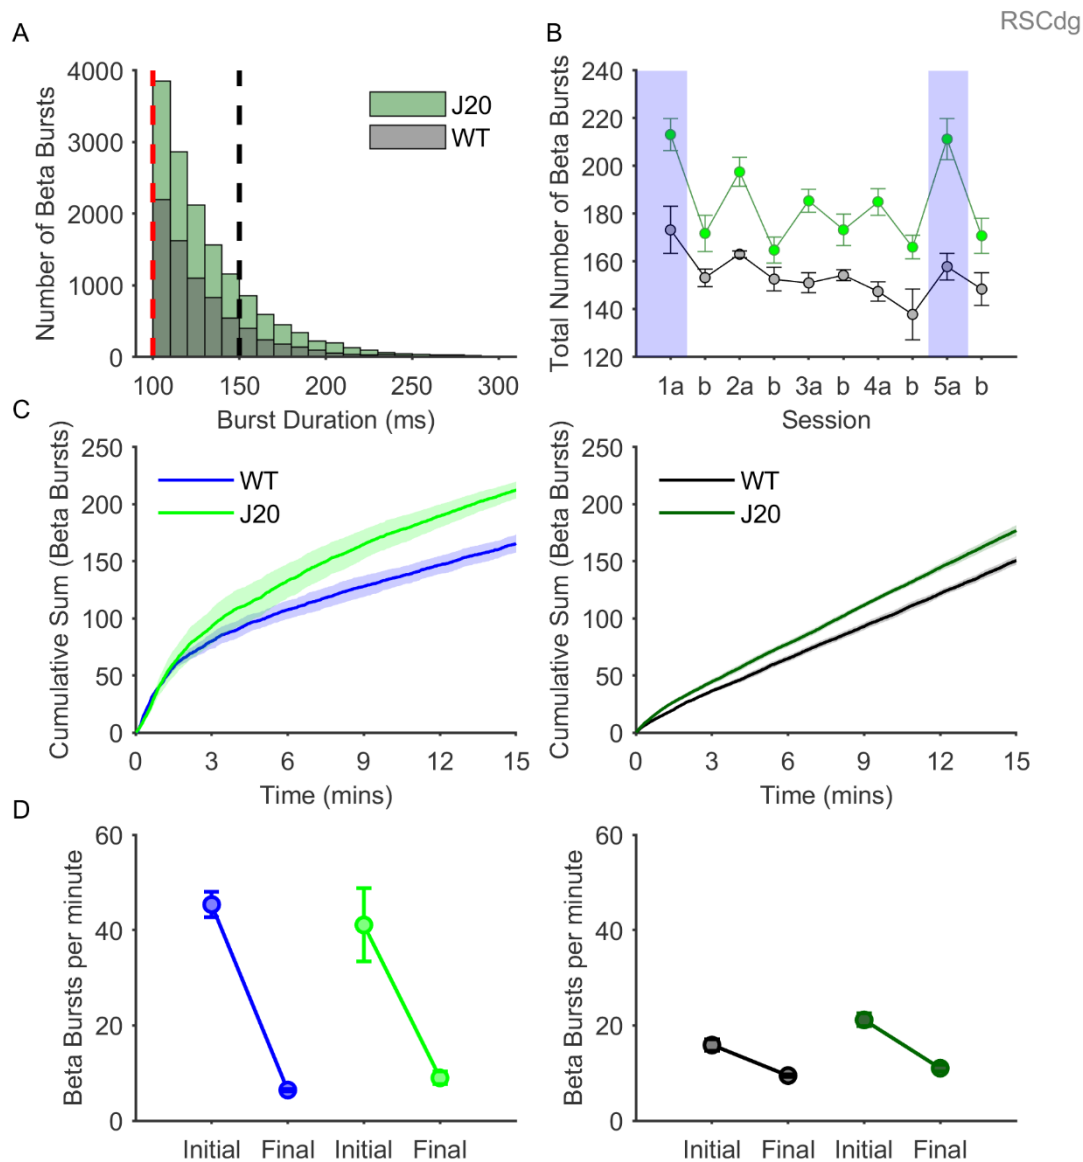 RSCdg
A
Number of Beta Bursts
4000
3000
2000
1000
0
J20
WT
100 150 200 250 300
Burst Duration (ms)
B
Total Number of Beta Bursts
240
220
200
180
160
140
120
1a b 2a b 3a b 4a b 5a b
Session
C
Cumulative Sum (Beta Bursts)
250
200
150
100
50
0
WT
J20
0 3 6 9 12 15
Time (mins)
Cumulative Sum (Beta Bursts)
250
200
150
100
50
0
WT
J20
0 3 6 9 12 15
Time (mins)
D
Beta Bursts per minute
60
40
20
0
Initial Final Initial Final
Beta Bursts per minute
60
40
20
0
Initial Final Initial Final